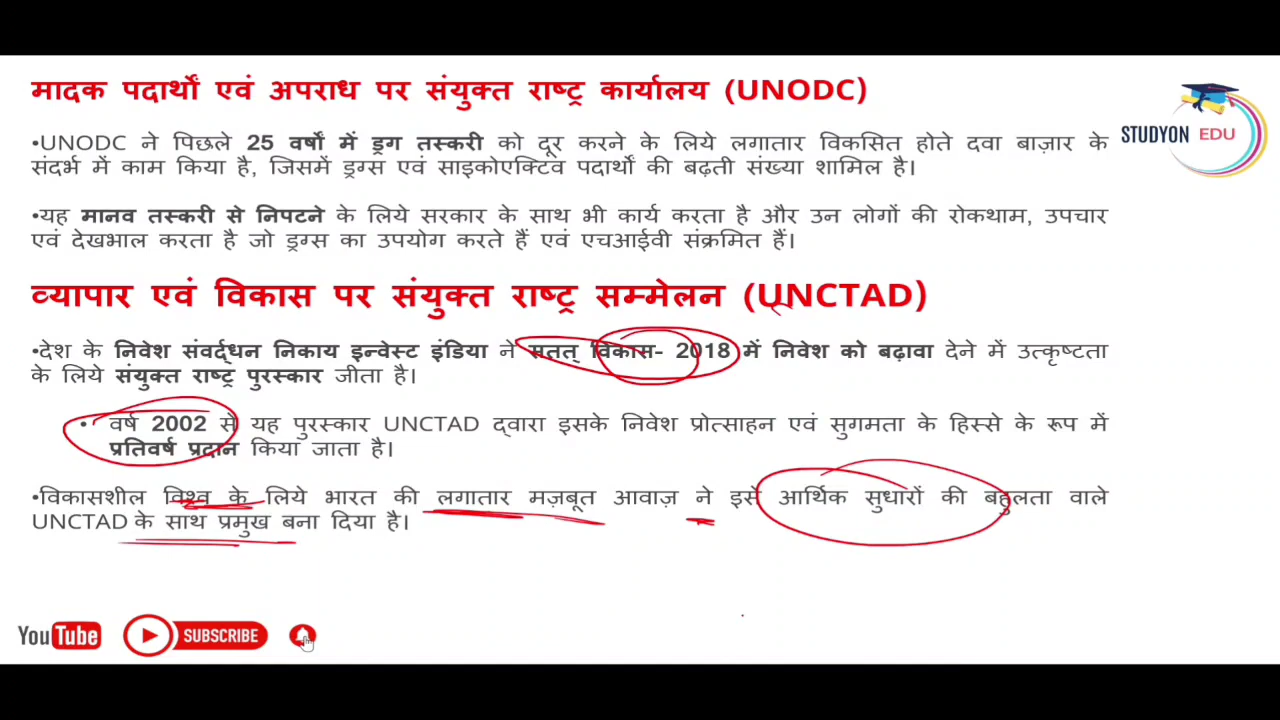 मादक पदार्थों एवं अपराध पर संयुक्त राष्ट्र कार्यालय (UNODC)
STUDYON EDU
•UNODC ने पिछले 25 वर्षों में ड्रग तस्करी को दूर करने के लिये लगातार विकसित होते दवा बाज़ार के
संदर्भ में काम किया है, जिसमें ड्रग्स एवं साइकोएक्टिव पदार्थों की बढ़ती संख्या शामिल है।
•यह मानव तस्करी से निपटने के लिये सरकार के साथ भी कार्य करता है और उन लोगों की रोकथाम, उपचार
एवं देखभाल करता है जो ड्रग्स का उपयोग करते हैं एवं एचआईवी संक्रमित हैं।
व्यापार एवं विकास पर संयुक्त राष्ट्र सम्मेलन (UNCTAD)
•देश के निवेश संवर्द्धन निकाय इन्वेस्ट इंडिया ने सतत् विकास- 2018 में निवेश को बढ़ावा देने में उत्कृष्टता
के लिये संयुक्त राष्ट्र पुरस्कार जीता है।
• वर्ष 2002 से यह पुरस्कार UNCTAD द्वारा इसके निवेश प्रोत्साहन एवं सुगमता के हिस्से के रूप में
प्रतिवर्ष प्रदान किया जाता है।
•विकासशील विश्व के लिये भारत की लगातार मज़बूत आवाज़ ने इसे आर्थिक सुधारों की बहुलता वाले
UNCTAD के साथ प्रमुख बना दिया है।
YouTube SUBSCRIBE